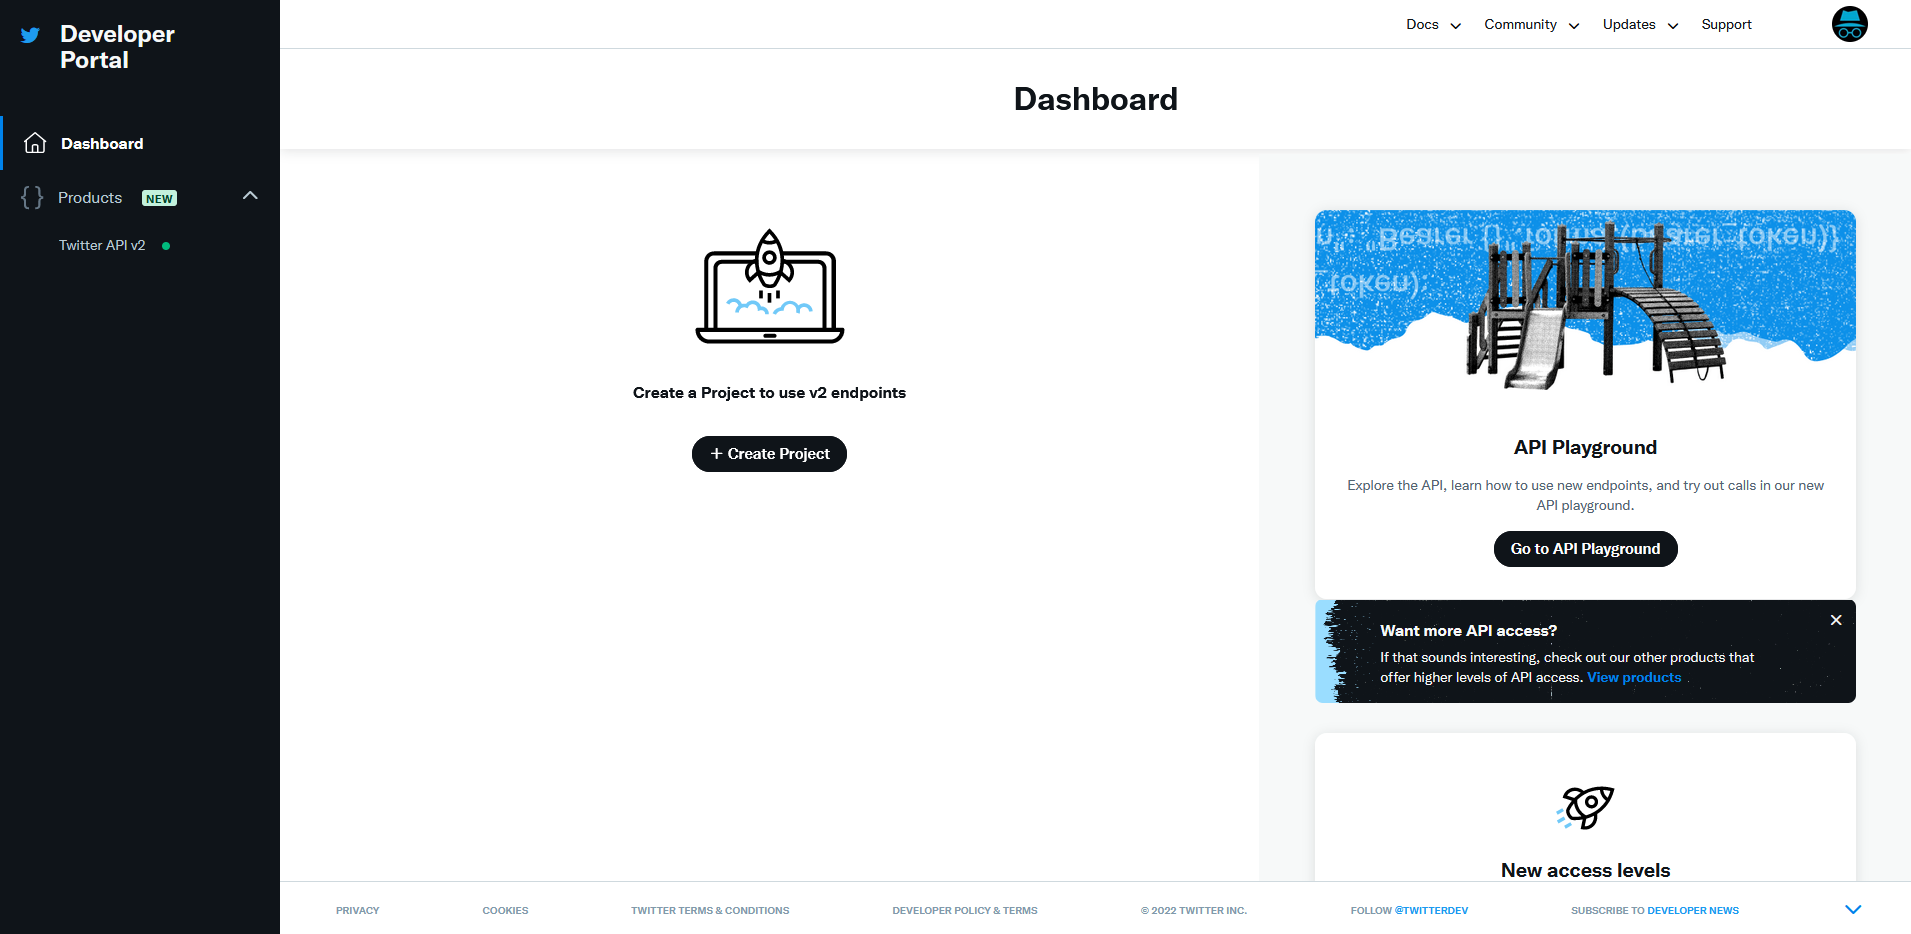 Developer
Portal
Dashboard
Products NEW
Twitter API v2
Docs
Community
Updates
Support
Dashboard
Create a Project to use v2 endpoints
+ Create Project
API Playground
Explore the API, learn how to use new endpoints, and try out calls in our new
API playground.
Go to API Playground
Want more API access?
If that sounds interesting, check out our other products that
offer higher levels of API access. View products
New access levels
PRIVACY
COOKIES
TWITTER TERMS & CONDITIONS
DEVELOPER POLICY & TERMS
© 2022 TWITTER INC.
FOLLOW @TWITTERDEV
SUBSCRIBE TO DEVELOPER NEWS